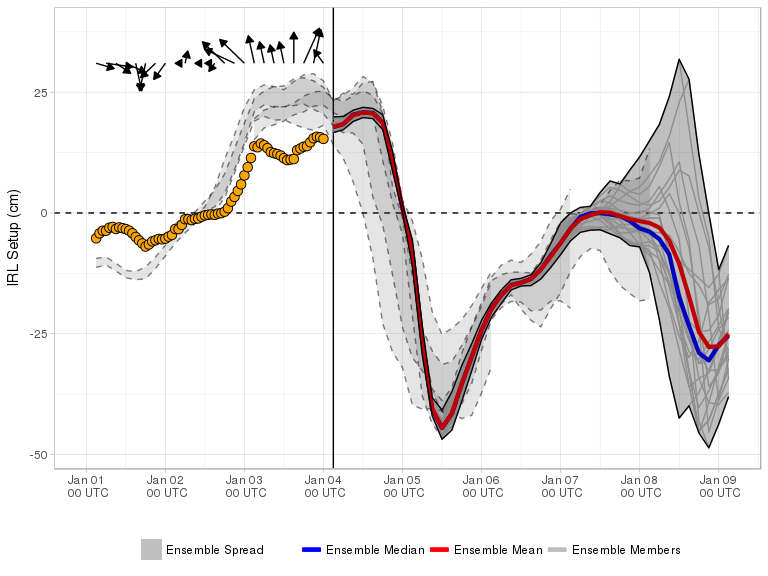 IRL Setup (cm)
25
0
-25
-50
Jan 01 Jan 02 Jan 03 Jan 04 Jan 05 Jan 06 Jan 07 Jan 08 Jan 09
00 UTC 00 UTC 00 UTC 00 UTC 00 UTC 00 UTC 00 UTC 00 UTC 00 UTC
Ensemble Spread Ensemble Median Ensemble Mean Ensemble Members